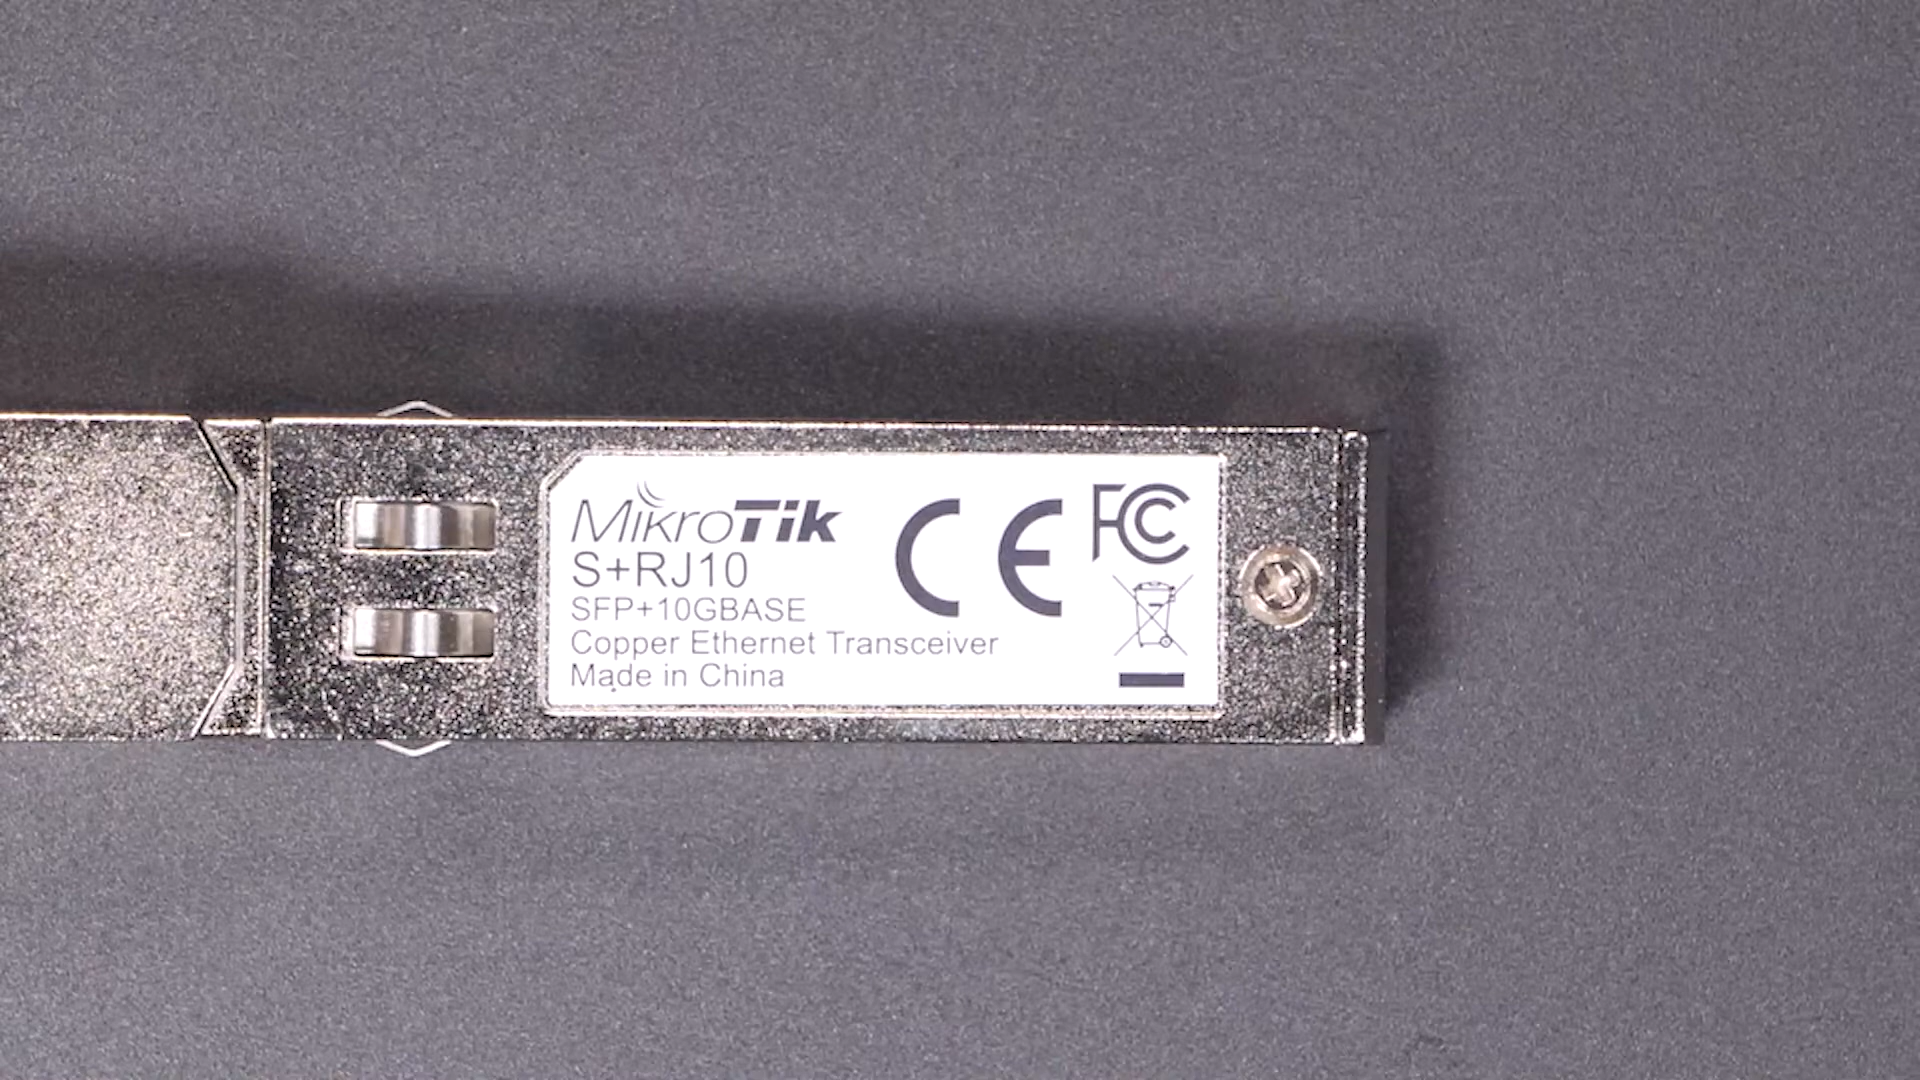 MikroTik
S+RJ10
SFP+10GBASE
Copper Ethernet Transceiver
Made in China
CE
FC